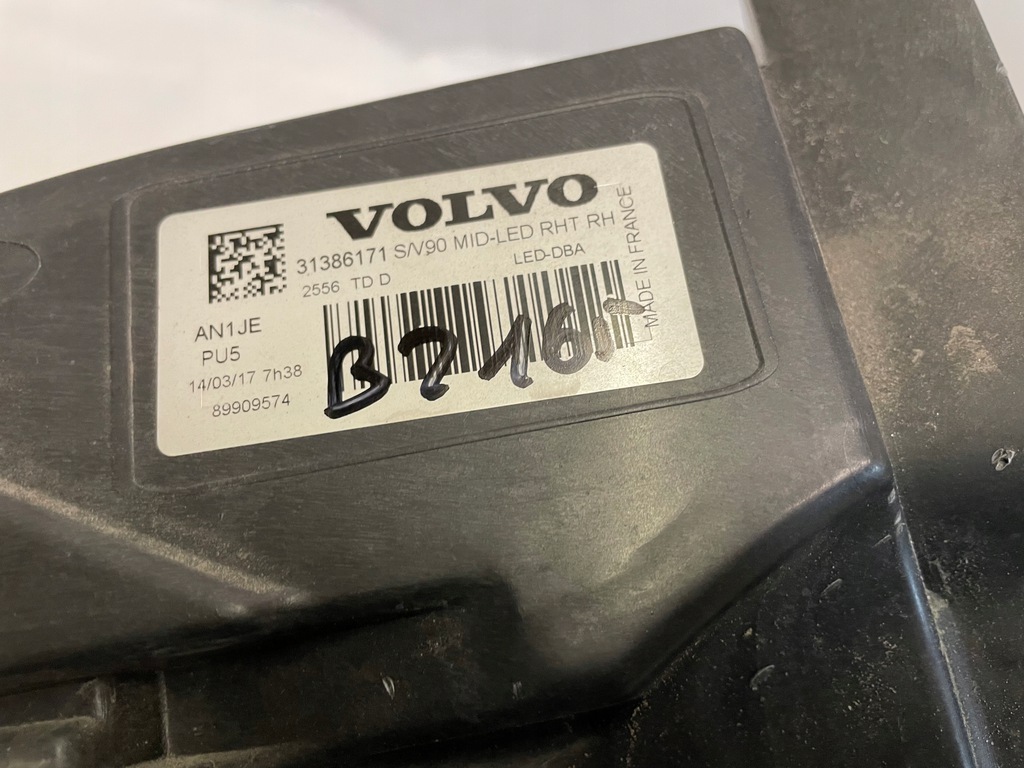 VOLVO
31386171 S/V90 MID-LED RHT RH
2556 TD D LED-DBA
AN1JE
PU5
14/03/17 7h38
89909574
MADE IN FRANCE